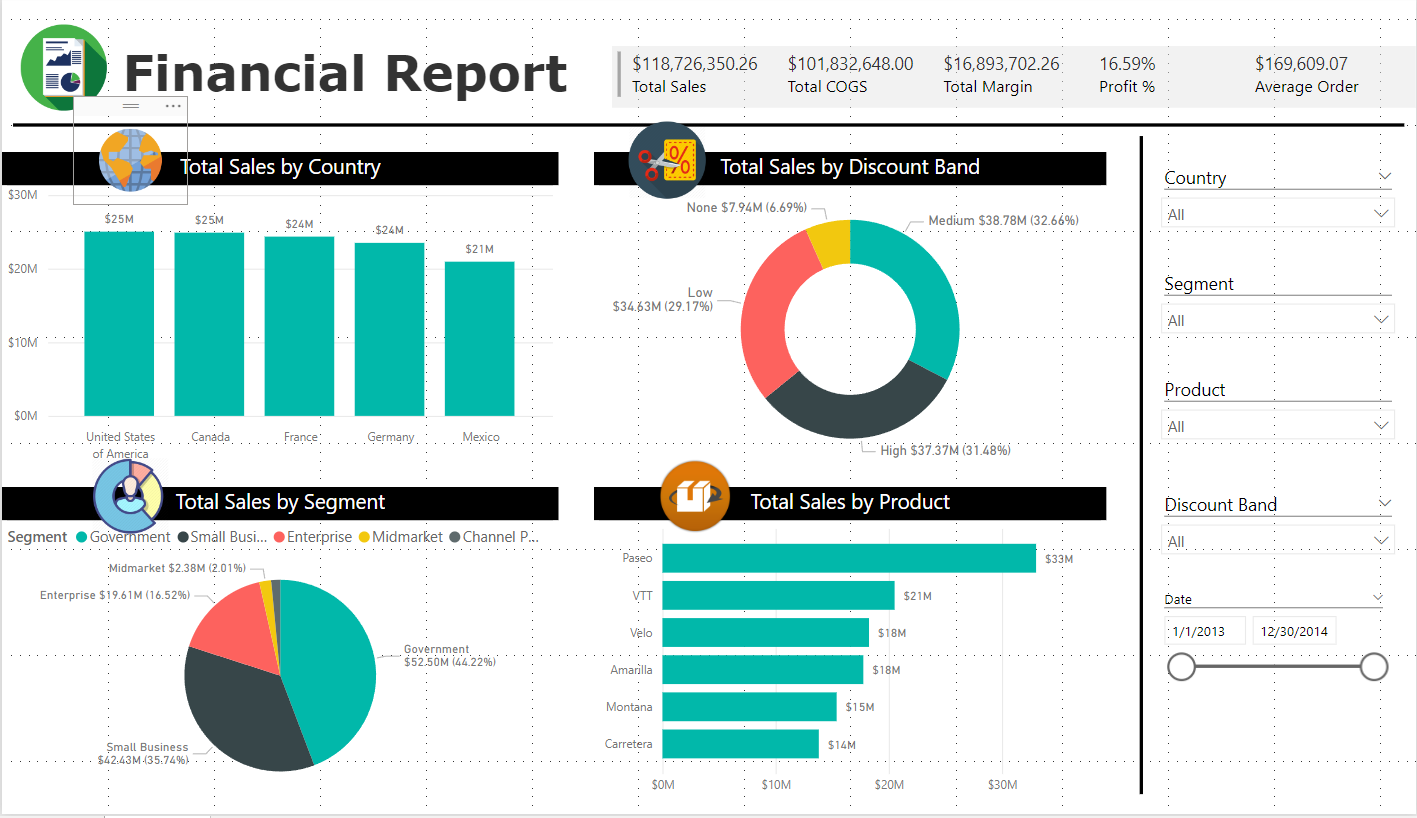 Financial Report
$118,726,350.26
Total Sales
$101,832,648.00
Total COGS
$16,893,702.26
Total Margin
16.59%
Profit %
$169,609.07
Average Order
Total Sales by Country
$30M
$20M
$10M
$0M
$25M
$25M
$24M
$24M
$21M
United States
of America
Canada
France
Germany
Mexico
Total Sales by Discount Band
%
None $7.94M (6.69%)
Medium $38.78M (32.66%)
Low
$34.63M (29.17%)
High $37.37M (31.48%)
Total Sales by Segment
Segment Government Small Busi... Enterprise Midmarket Channel P...
Midmarket $2.38M (2.01%)
Enterprise $19.61M (16.52%)
Government
$52.50M (44.22%)
Small Business
$42.43M (35.74%)
Total Sales by Product
Paseo $33M
VTT $21M
Velo $18M
Amarilla $18M
Montana $15M
Carretera $14M
$0M $10M $20M $30M
Country
All
Segment
All
Product
All
Discount Band
All
Date
1/1/2013 12/30/2014